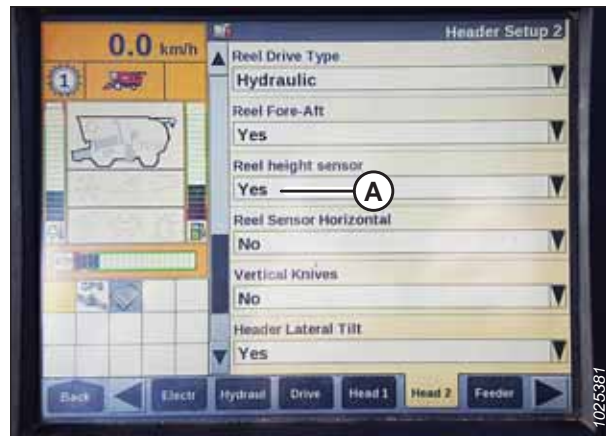 0.0 km/h
Header Setup 2
1
Reel Drive Type
Hydraulic
Reel Fore-Aft
Yes
Reel height sensor
Yes
A
Reel Sensor Horizontal
No
Vertical Knives
No
GPS
Header Lateral Tilt
Yes
Back
Electr
Hydraul
Drive
Head 1
Head 2
Feeder
1025381